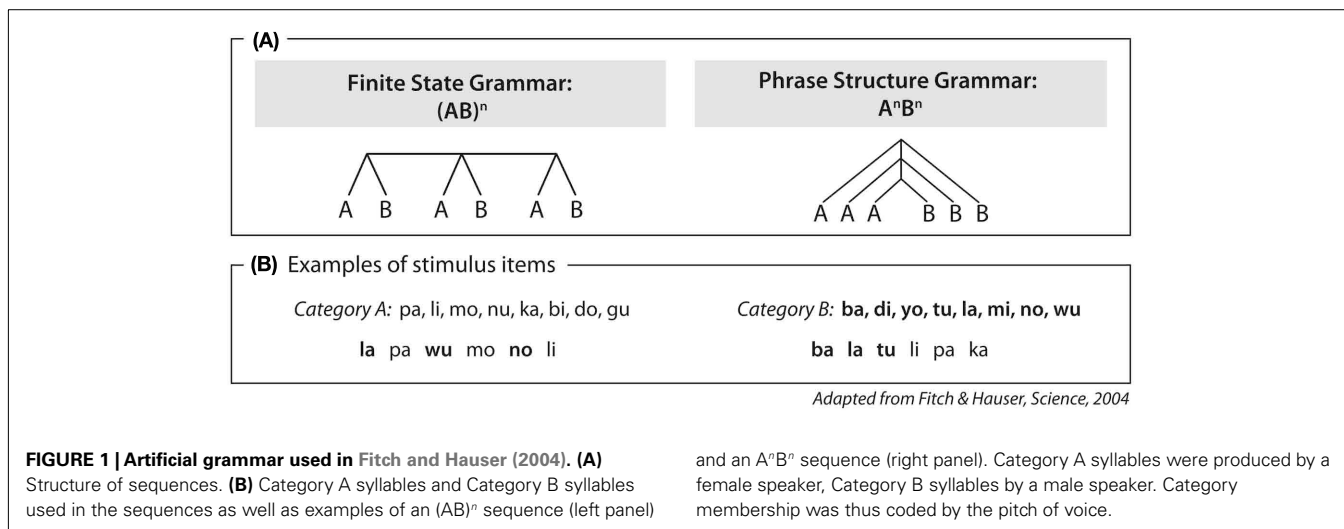 (A)
Finite State Grammar:
(AB)ⁿ
Phrase Structure Grammar:
AⁿBⁿ
A B A B A B
A A A B B B
(B) Examples of stimulus items
Category A: pa, li, mo, nu, ka, bi, do, gu
Category B: ba, di, yo, tu, la, mi, no, wu
la pa wu mo no li
ba la tu li pa ka
Adapted from Fitch & Hauser, Science, 2004
FIGURE 1 | Artificial grammar used in Fitch and Hauser (2004). (A)
Structure of sequences. (B) Category A syllables and Category B syllables
used in the sequences as well as examples of an (AB)ⁿ sequence (left panel)
and an AⁿBⁿ sequence (right panel). Category A syllables were produced by a
female speaker, Category B syllables by a male speaker. Category
membership was thus coded by the pitch of voice.